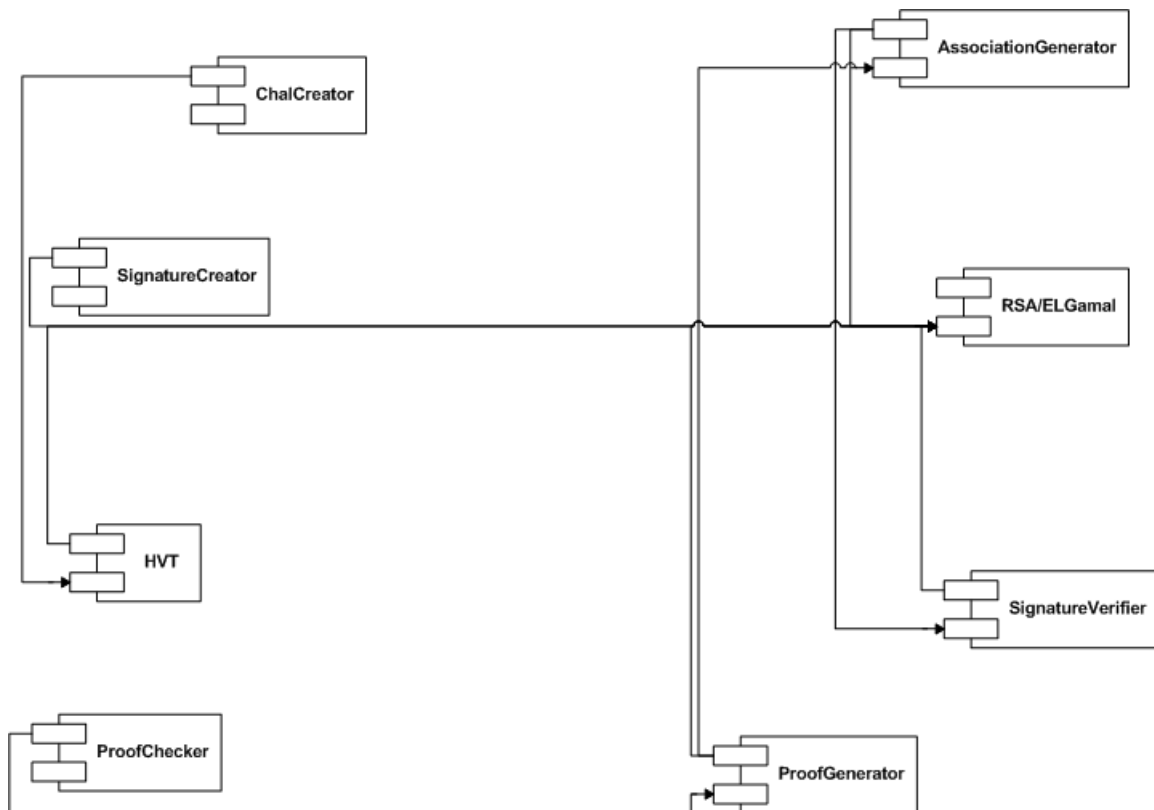 AssociationGenerator
ChalCreator
SignatureCreator
RSA/ELGamal
HVT
SignatureVerifier
ProofChecker
ProofGenerator